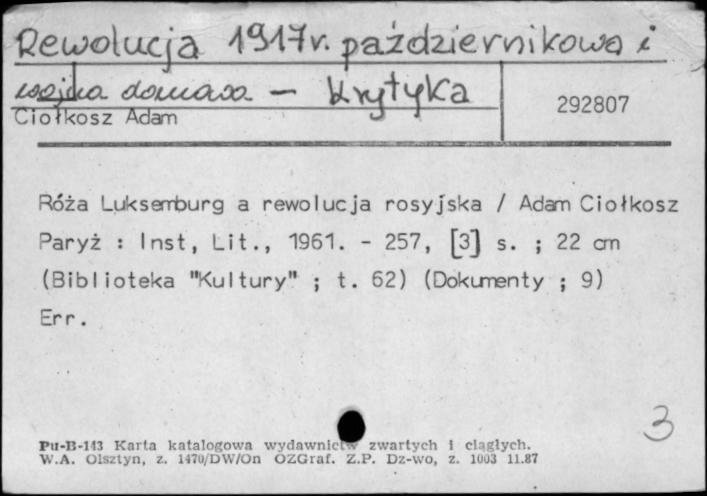 Rewolucja 1917r. październikowa i
wojna domowa - krytyka
Ciołkosz Adam
292807
Róża Luksemburg a rewolucja rosyjska / Adam Ciołkosz
Paryż : Inst, Lit., 1961. - 257, [3] s. ; 22 cm
(Biblioteka "Kultury" ; t. 62) (Dokumenty ; 9)
Err.
3
Pu-B-143 Karta katalogowa wydawnictw zwartych i ciągłych.
W.A. Olsztyn, z. 1470/DW/On OZGraf. Z.P. Dz-wo, z. 1003 11.87